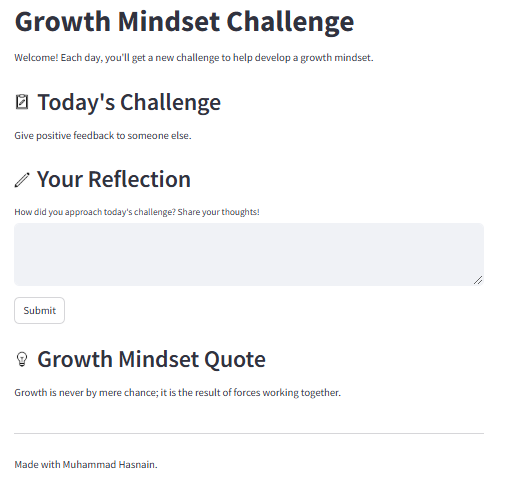 Growth Mindset Challenge
Welcome! Each day, you'll get a new challenge to help develop a growth mindset.
Today's Challenge
Give positive feedback to someone else.
Your Reflection
How did you approach today's challenge? Share your thoughts!
Submit
Growth Mindset Quote
Growth is never by mere chance; it is the result of forces working together.
Made with Muhammad Hasnain.